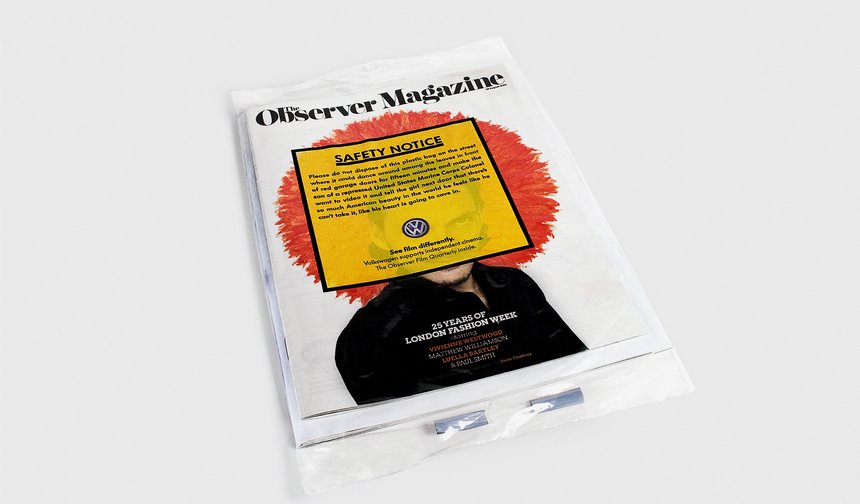 The
Observer Magazine
SAFETY NOTICE
Please do not dispose of this plastic bag on the street
where it could dance around among the leaves in front
of red garage doors for fifteen minutes and make the
son of a repressed United States Marine Corps Colonel
want to video it and tell the girl next door that there's
so much American beauty in the world he feels like he
can't take it, like his heart is going to cave in.
See film differently.
Volkswagen supports independent cinema.
The Observer Film Quarterly inside.
25 YEARS OF
LONDON FASHION WEEK
starring
VIVIENNE WESTWOOD
MATTHEW WILLIAMSON
LUELLA BARTLEY
& PAUL SMITH